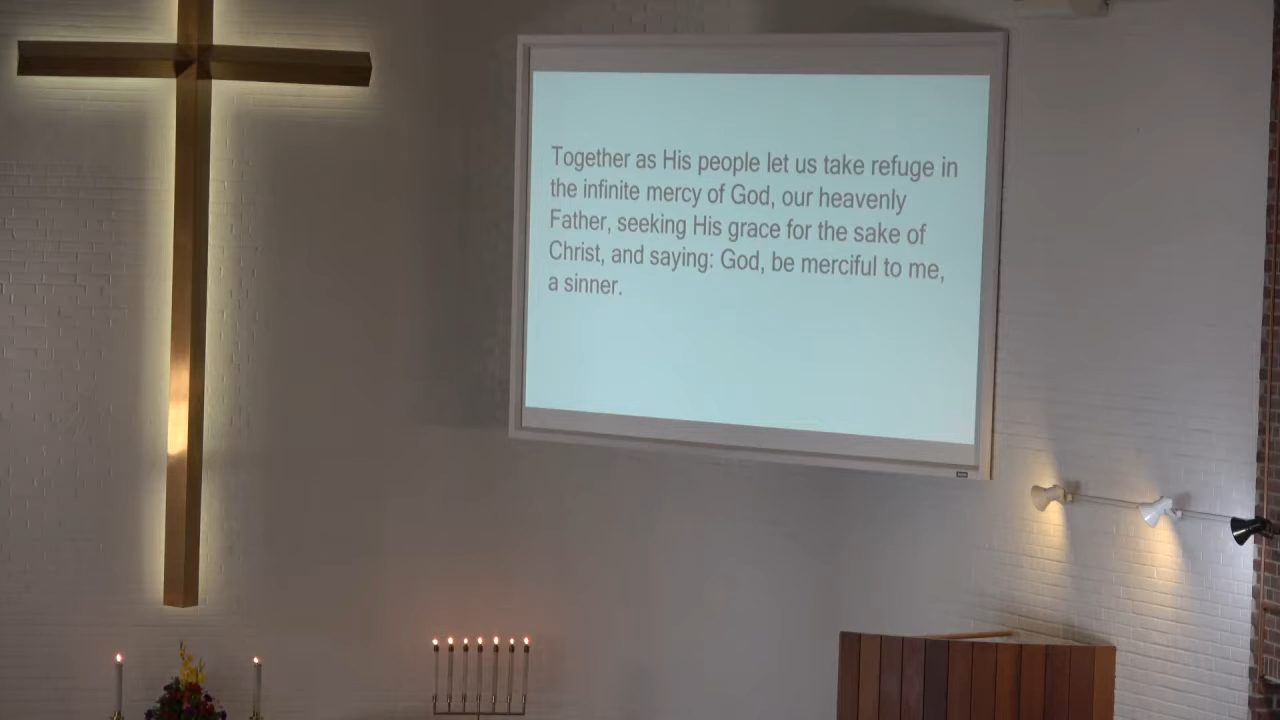 Together as His people let us take refuge in
the infinite mercy of God, our heavenly
Father, seeking His grace for the sake of
Christ, and saying: God, be merciful to me,
a sinner.